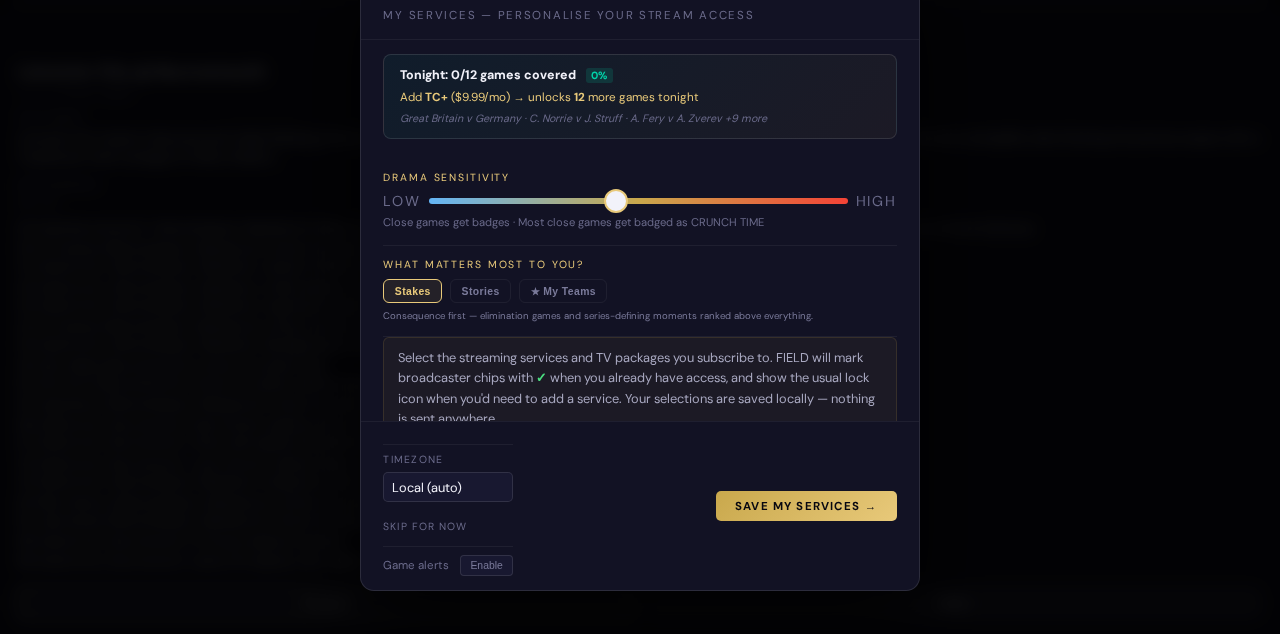 MY SERVICES — PERSONALISE YOUR STREAM ACCESS
Tonight: 0/12 games covered 0%
Add TC+ ($9.99/mo) → unlocks 12 more games tonight
Great Britain v Germany · C. Norrie v J. Struff · A. Fery v A. Zverev +9 more
DRAMA SENSITIVITY
LOW HIGH
Close games get badges · Most close games get badged as CRUNCH TIME
WHAT MATTERS MOST TO YOU?
Stakes Stories ★ My Teams
Consequence first — elimination games and series-defining moments ranked above everything.
Select the streaming services and TV packages you subscribe to. FIELD will mark
broadcaster chips with ✓ when you already have access, and show the usual lock
icon when you'd need to add a service. Your selections are saved locally — nothing
is sent anywhere.
TIMEZONE
Local (auto)
SAVE MY SERVICES →
SKIP FOR NOW
Game alerts Enable